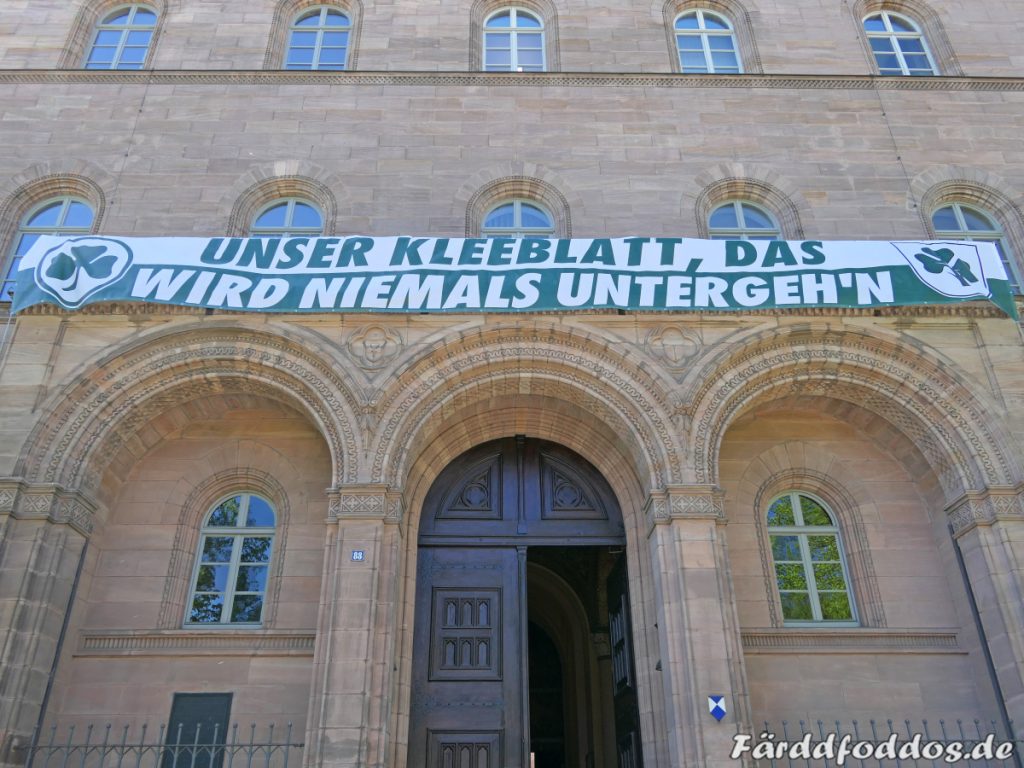 UNSER KLEEBLATT, DAS
WIRD NIEMALS UNTERGEH'N
88
Färddfoddos.de